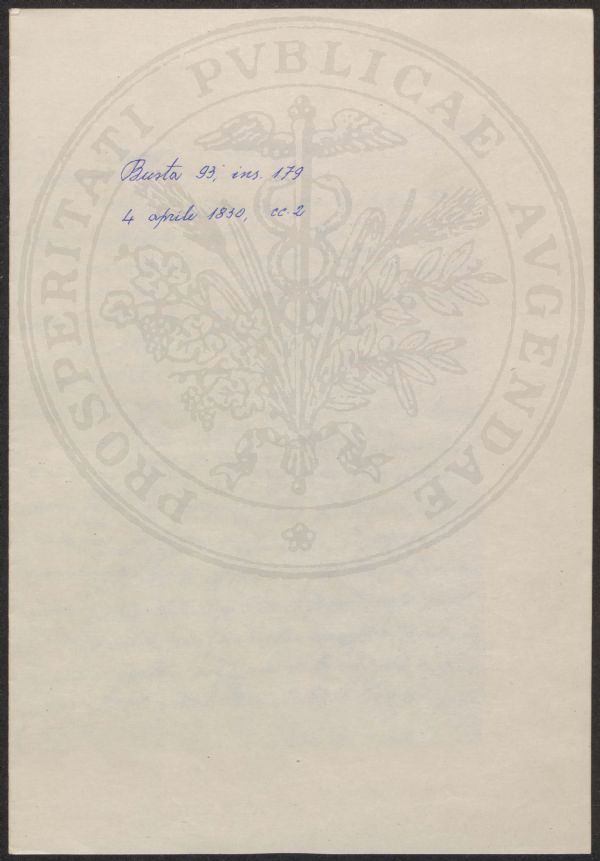 PROSPERITATI PVBLICAE AVGENDAE
Busta 93, ins. 179
4 aprile 1830, cc. 2